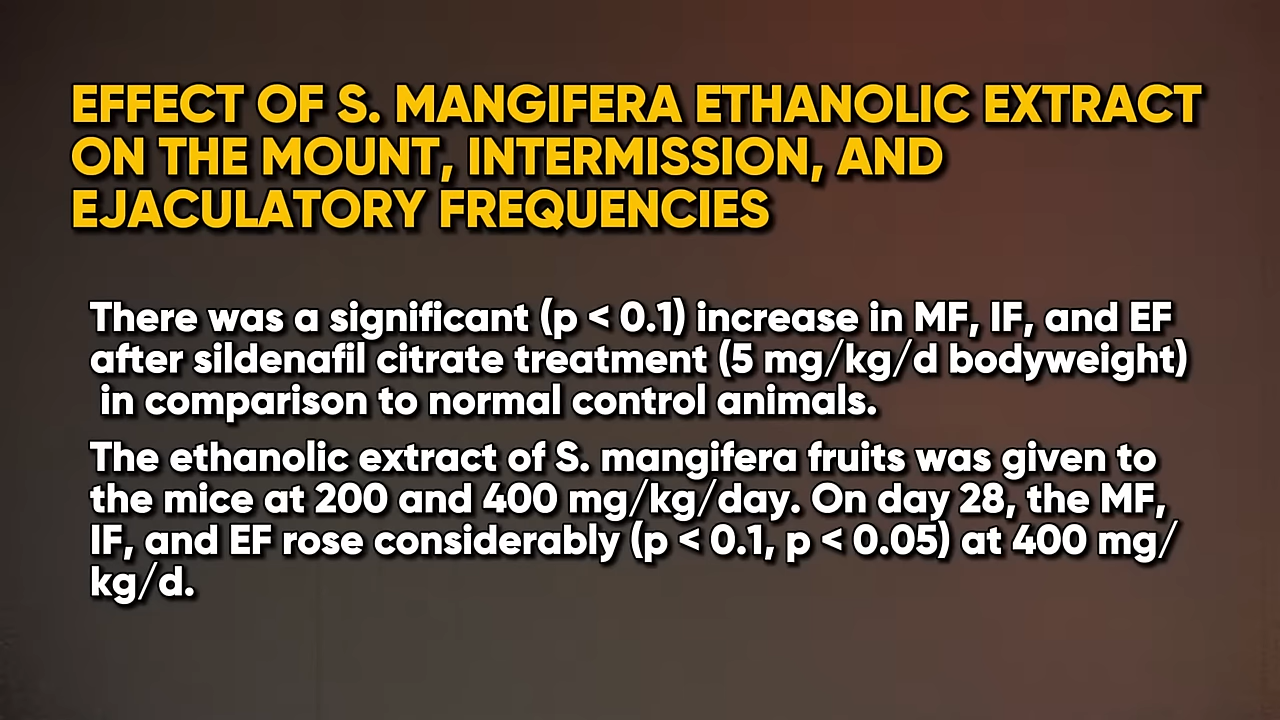 EFFECT OF S. MANGIFERA ETHANOLIC EXTRACT
ON THE MOUNT, INTERMISSION, AND
EJACULATORY FREQUENCIES
There was a significant (p < 0.1) increase in MF, IF, and EF
after sildenafil citrate treatment (5 mg/kg/d bodyweight)
in comparison to normal control animals.
The ethanolic extract of S. mangifera fruits was given to
the mice at 200 and 400 mg/kg/day. On day 28, the MF,
IF, and EF rose considerably (p < 0.1, p < 0.05) at 400 mg/
kg/d.